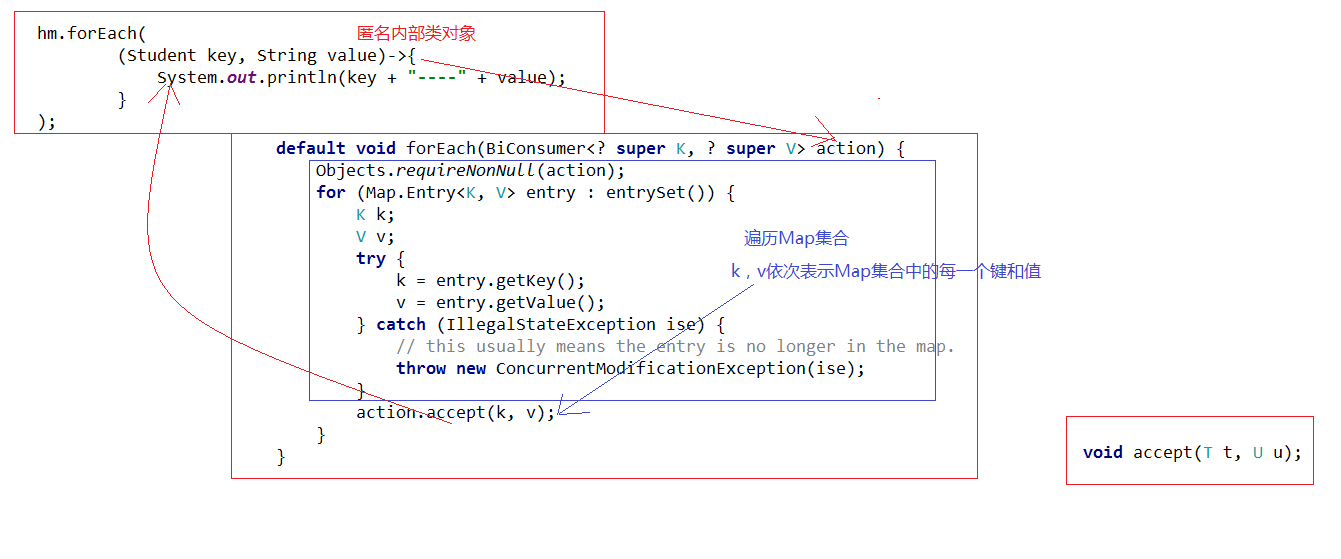 hm.forEach(
匿名内部类对象
(Student key, String value)->{
System.out.println(key + "----" + value);
}
);
default void forEach(BiConsumer<? super K, ? super V> action) {
Objects.requireNonNull(action);
for (Map.Entry<K, V> entry : entrySet()) {
K k;
V v;
遍历Map集合
try {
k，v依次表示Map集合中的每一个键和值
k = entry.getKey();
v = entry.getValue();
} catch (IllegalStateException ise) {
// this usually means the entry is no longer in the map.
throw new ConcurrentModificationException(ise);
}
action.accept(k, v);
}
}
void accept(T t, U u);